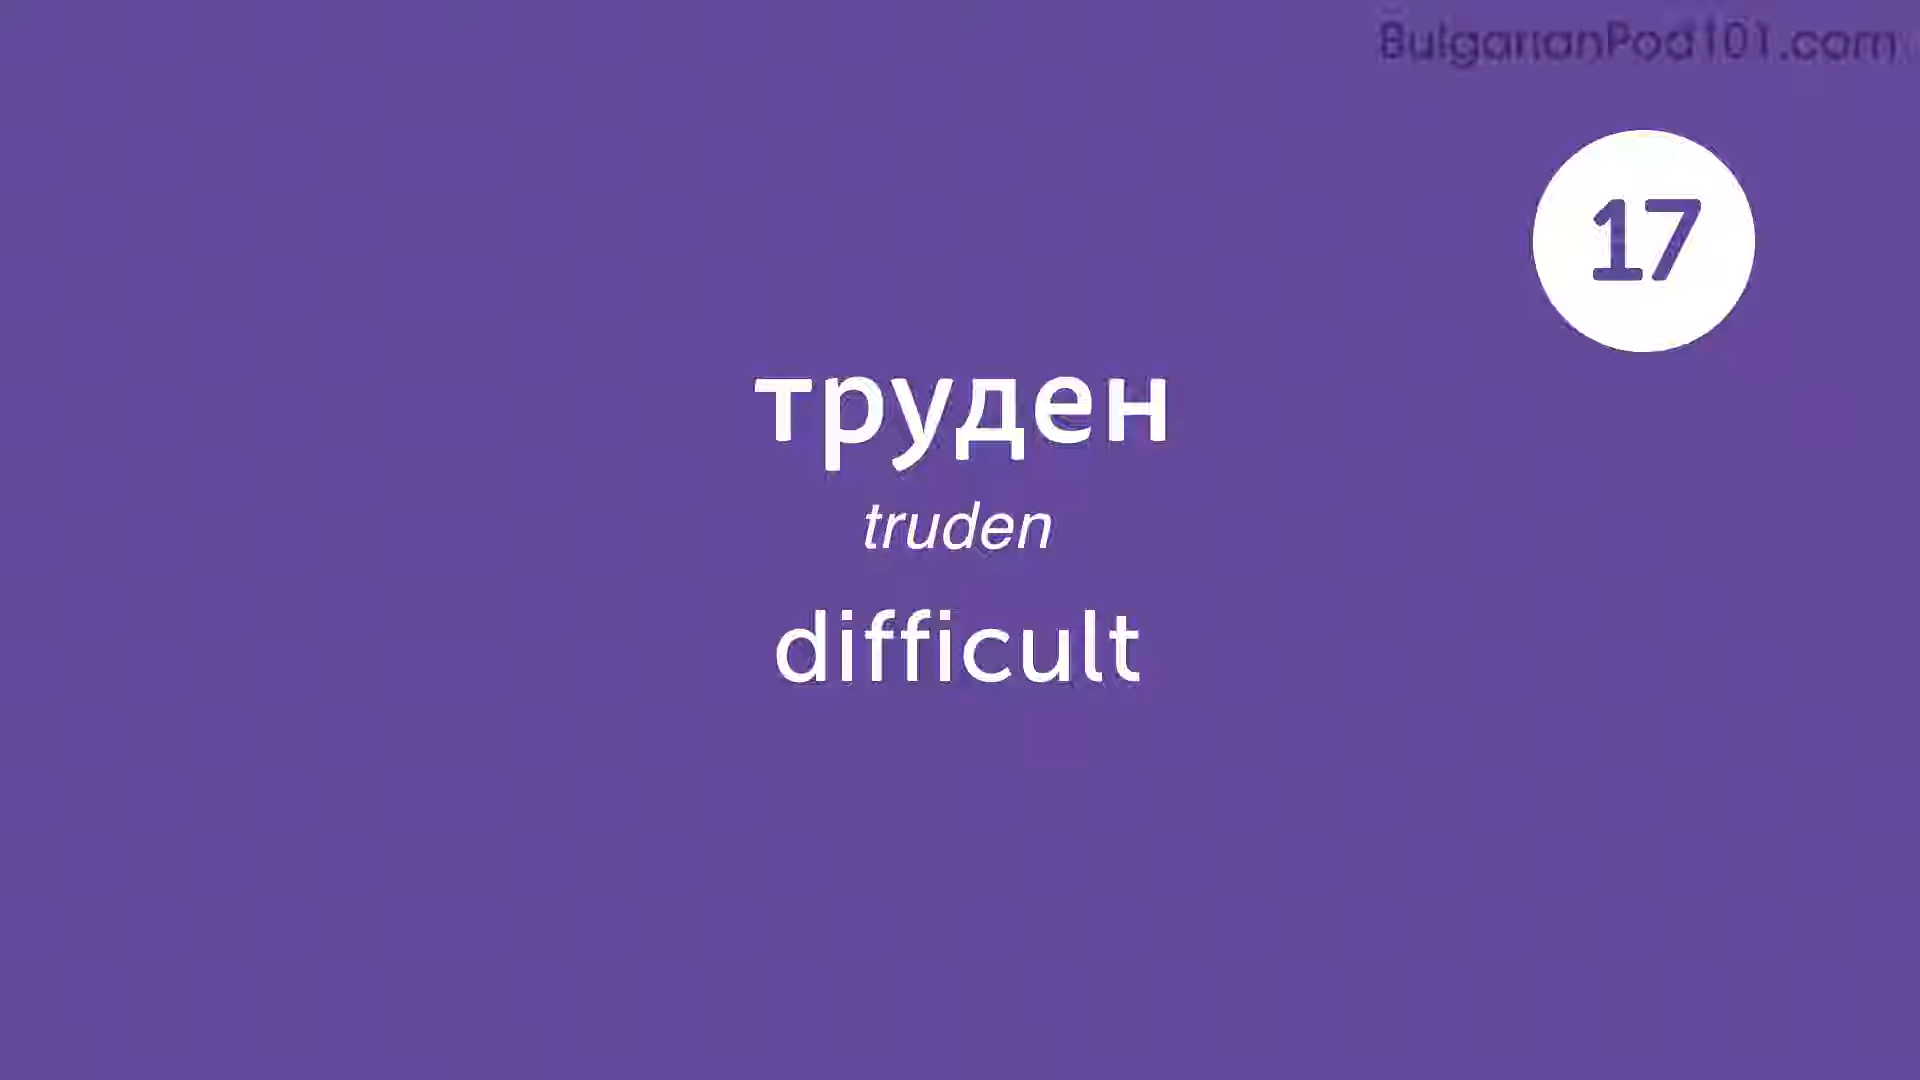 BulgarianPod101.com
17
труден
truden
difficult